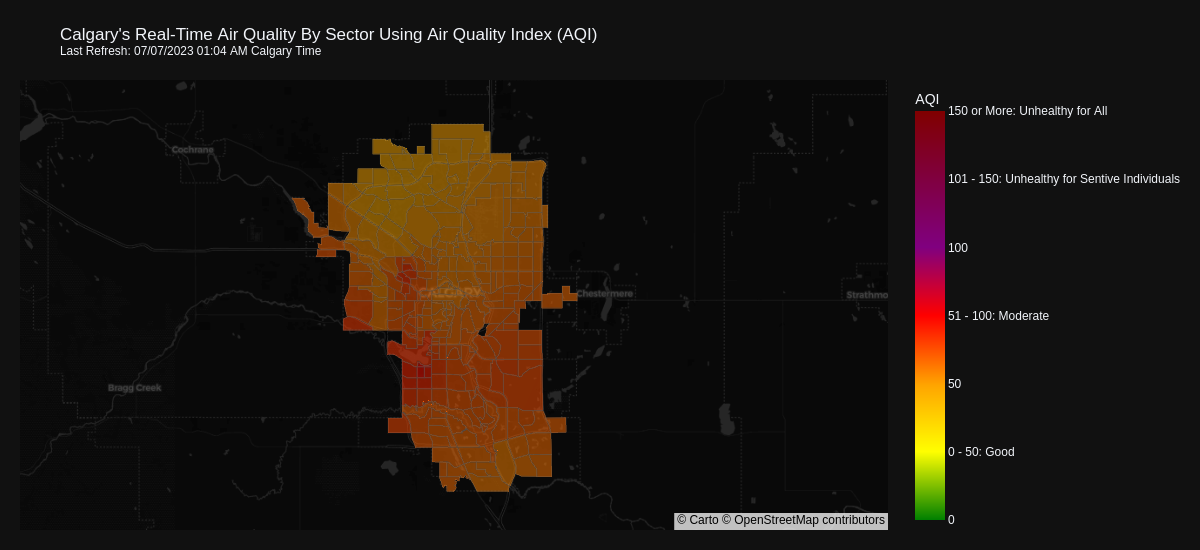 Calgary's Real-Time Air Quality By Sector Using Air Quality Index (AQI)
Last Refresh: 07/07/2023 01:04 AM Calgary Time
AQI
150 or More: Unhealthy for All
Cochrane
101 - 150: Unhealthy for Sentive Individuals
100
CALGARY
Chestermere
Strathmo
51 - 100: Moderate
50
Bragg Creek
0 - 50: Good
0
© Carto © OpenStreetMap contributors